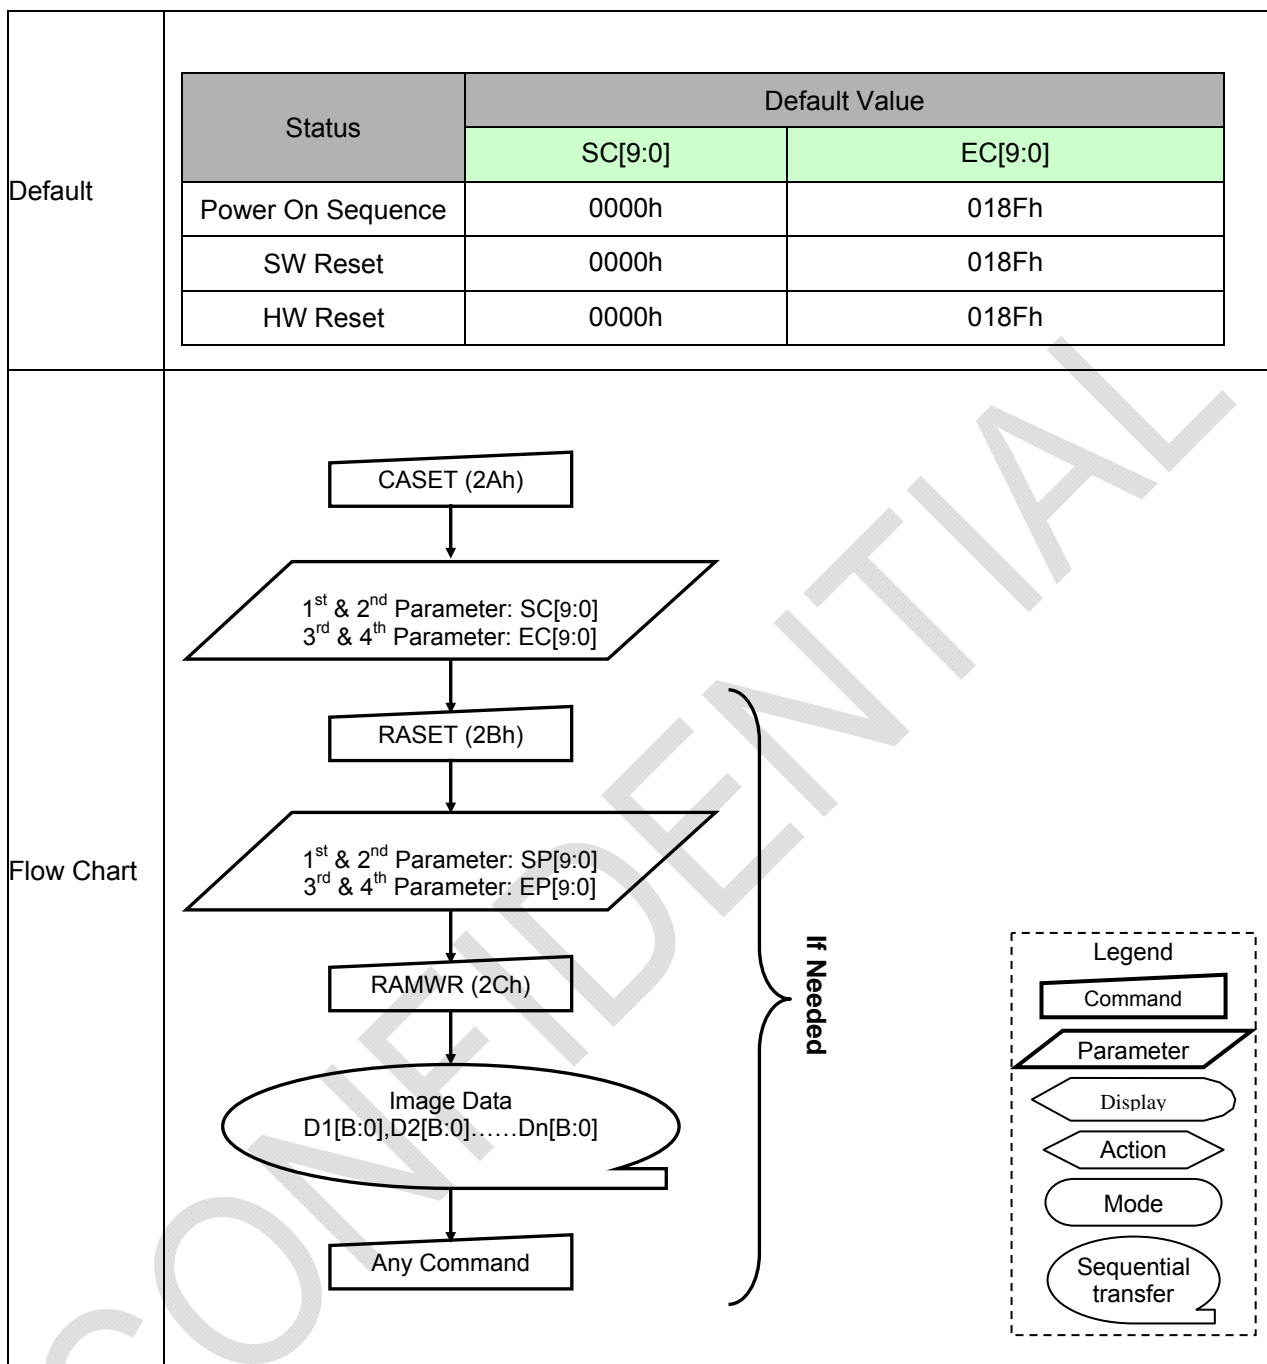 Default
Status
Default Value
SC[9:0]
EC[9:0]
Power On Sequence
0000h
018Fh
SW Reset
0000h
018Fh
HW Reset
0000h
018Fh
Flow Chart
CASET (2Ah)
1st & 2nd Parameter: SC[9:0]
3rd & 4th Parameter: EC[9:0]
RASET (2Bh)
1st & 2nd Parameter: SP[9:0]
3rd & 4th Parameter: EP[9:0]
RAMWR (2Ch)
Image Data
D1[B:0],D2[B:0]……Dn[B:0]
Any Command
If Needed
Legend
Command
Parameter
Display
Action
Mode
Sequential
transfer
CONFIDENTIAL